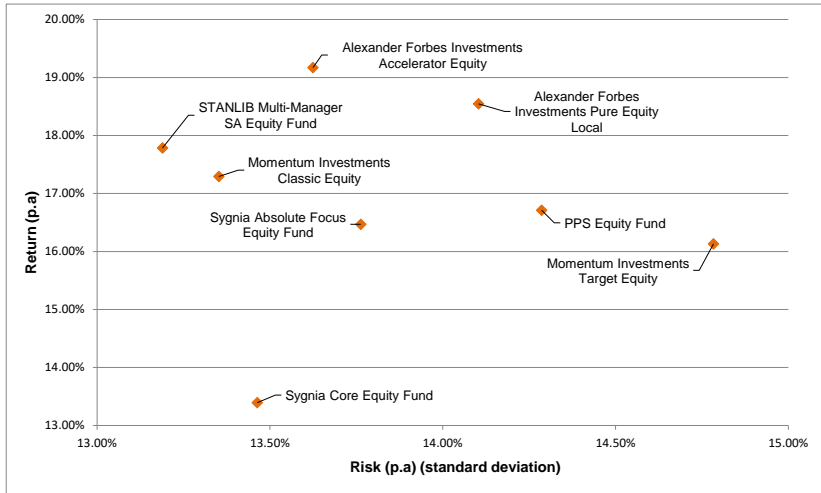 20.00%
19.00%
18.00%
17.00%
16.00%
15.00%
14.00%
13.00%
Return (p.a)
Alexander Forbes Investments
Accelerator Equity
Alexander Forbes
Investments Pure Equity
Local
STANLIB Multi-Manager
SA Equity Fund
Momentum Investments
Classic Equity
Sygnia Absolute Focus
Equity Fund
PPS Equity Fund
Momentum Investments
Target Equity
Sygnia Core Equity Fund
13.00%
13.50%
14.00%
14.50%
15.00%
Risk (p.a) (standard deviation)